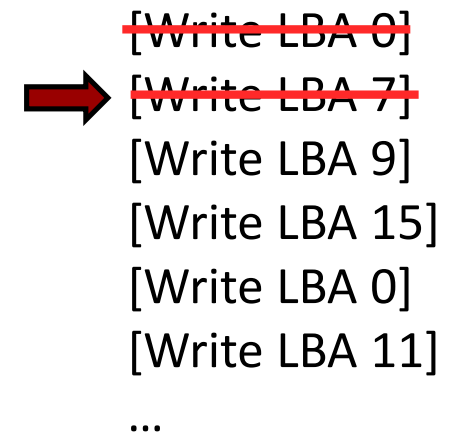 [Write LBA 0]
[Write LBA 7]
[Write LBA 9]
[Write LBA 15]
[Write LBA 0]
[Write LBA 11]
...